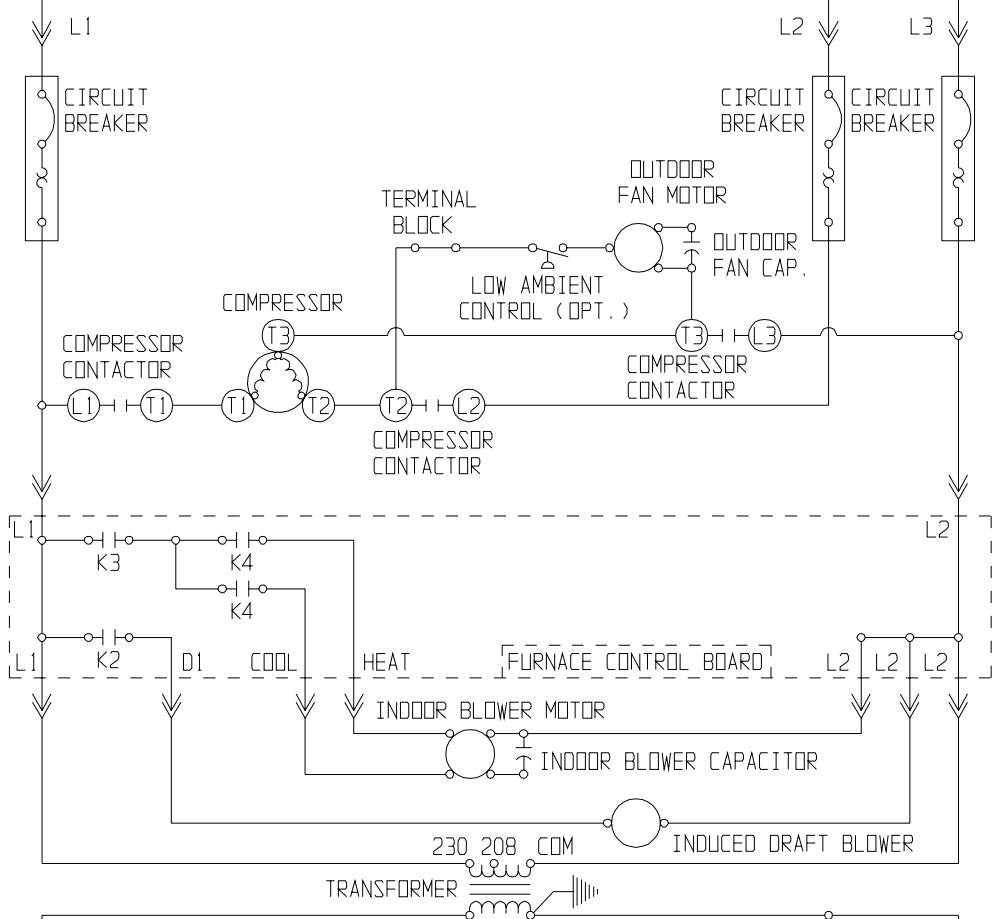 L1
L2
L3
CIRCUIT
BREAKER
CIRCUIT
BREAKER
CIRCUIT
BREAKER
OUTDOOR
FAN MOTOR
TERMINAL
BLOCK
OUTDOOR
FAN CAP.
LOW AMBIENT
CONTROL (OPT.)
COMPRESSOR
T3
T3
L3
COMPRESSOR
CONTACTOR
COMPRESSOR
CONTACTOR
L1
T1
T1
T2
T2
L2
COMPRESSOR
CONTACTOR
L1
L2
K3
K4
K4
L1
K2
D1
COOL
HEAT
FURNACE CONTROL BOARD
L2
L2
L2
INDOOR BLOWER MOTOR
INDOOR BLOWER CAPACITOR
INDUCED DRAFT BLOWER
230 208 COM
TRANSFORMER